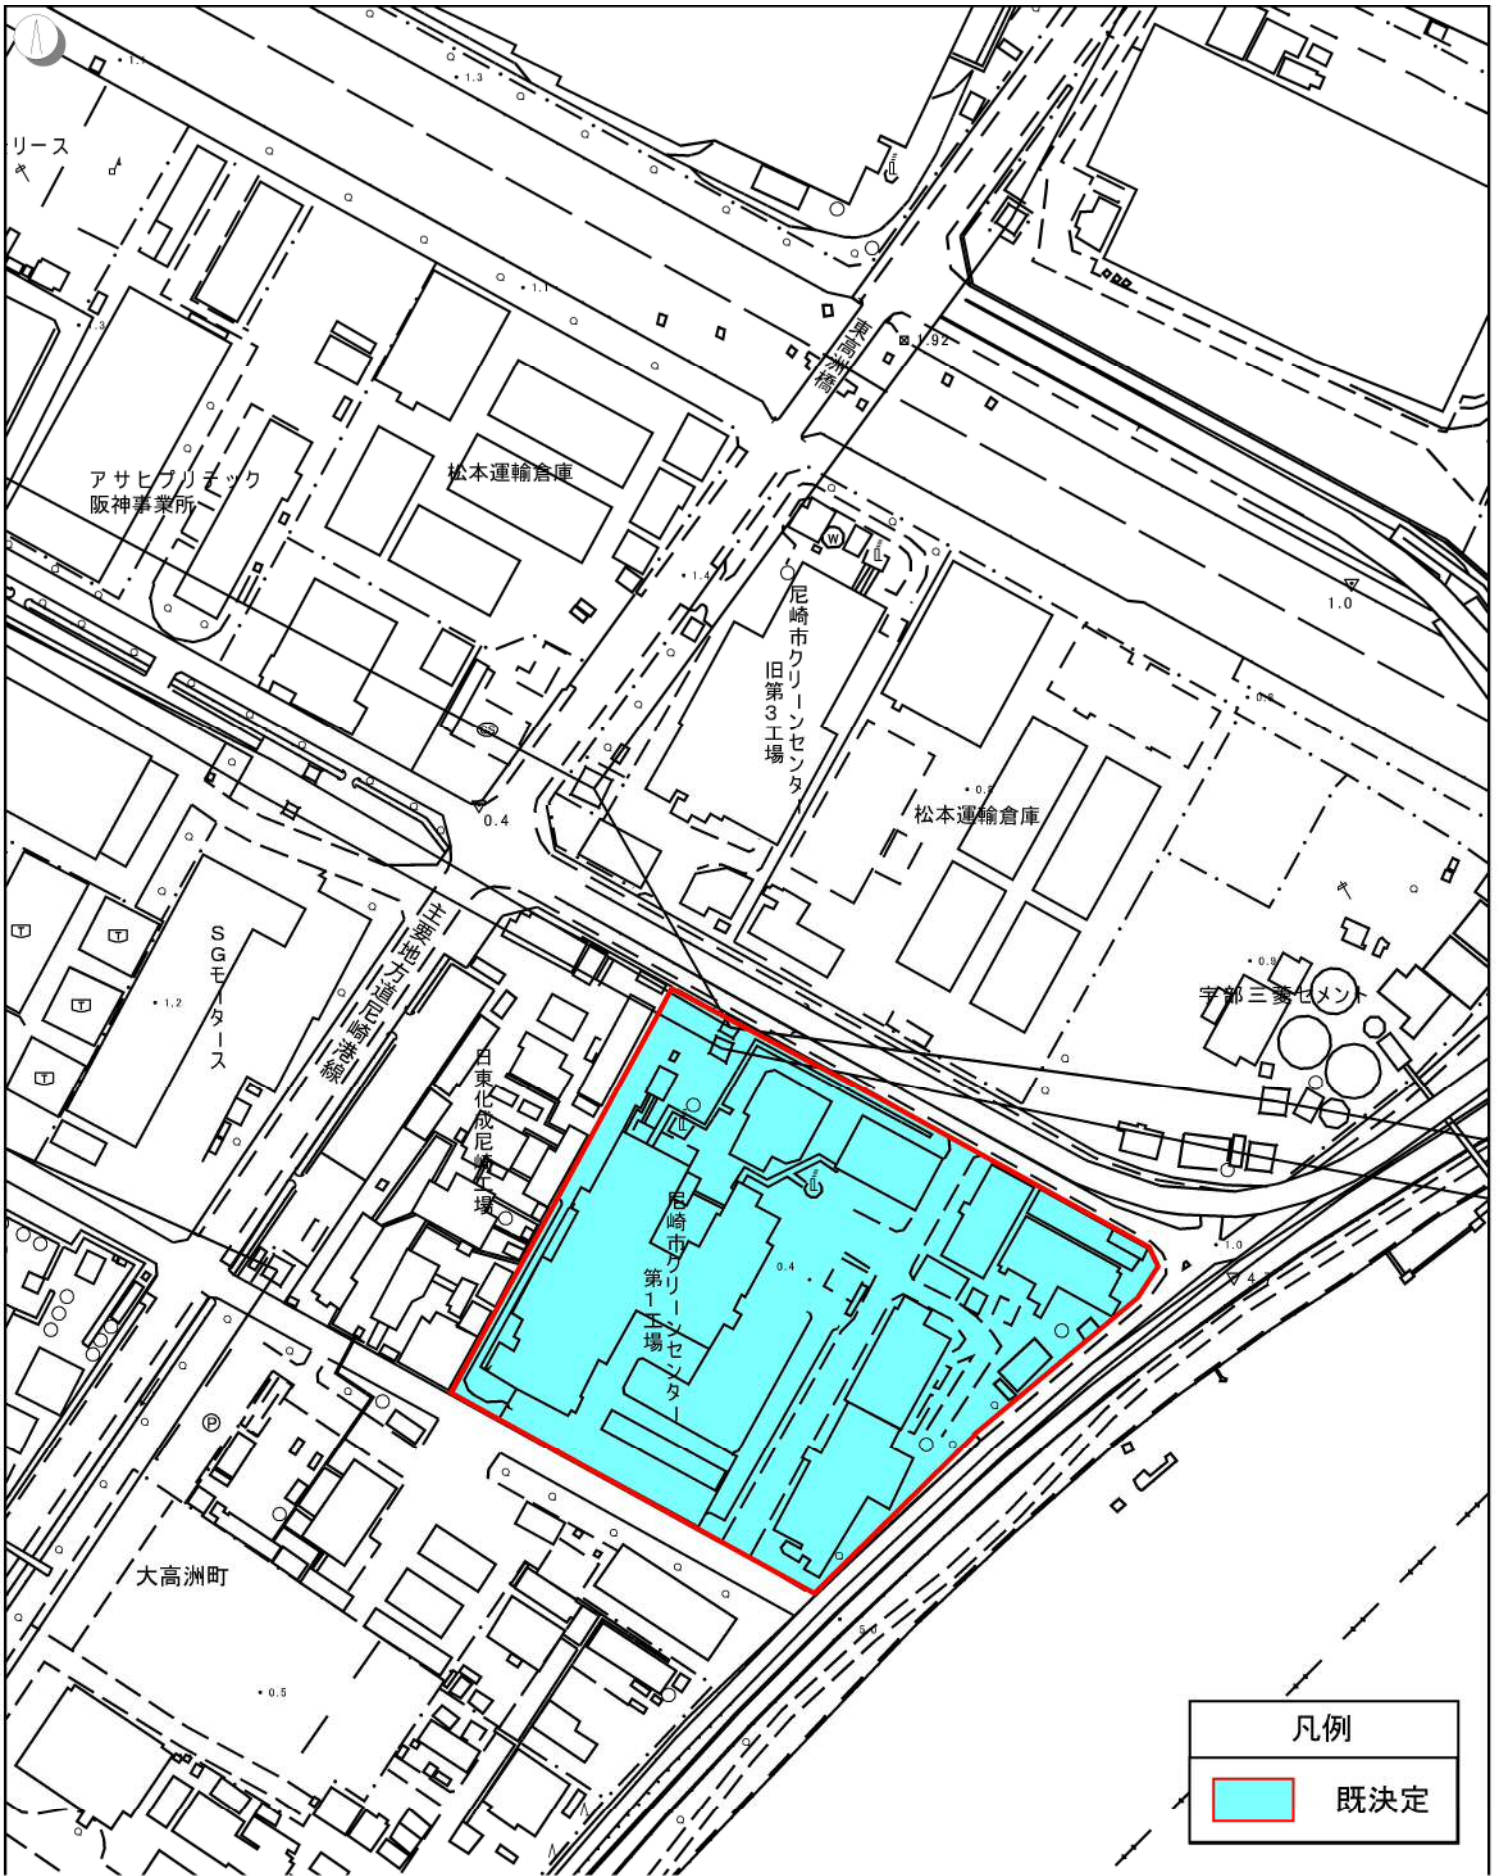 1.3
リース
1.1
1.3
東高洲橋
1.92
アサヒプリテック
阪神事業所
松本運輸倉庫
W
1.4
1.0
尼崎市クリーンセンター
旧第3工場
GS
0.4
松本運輸倉庫
主要地方道尼崎港線
SGモータース
T
T
T
T
1.2
0.9
宇部三菱セメント
日東化成尼崎工場
尼崎市クリーンセンター
第1工場
0.4
1.0
P
大高洲町
5.0
0.5
凡例
既決定